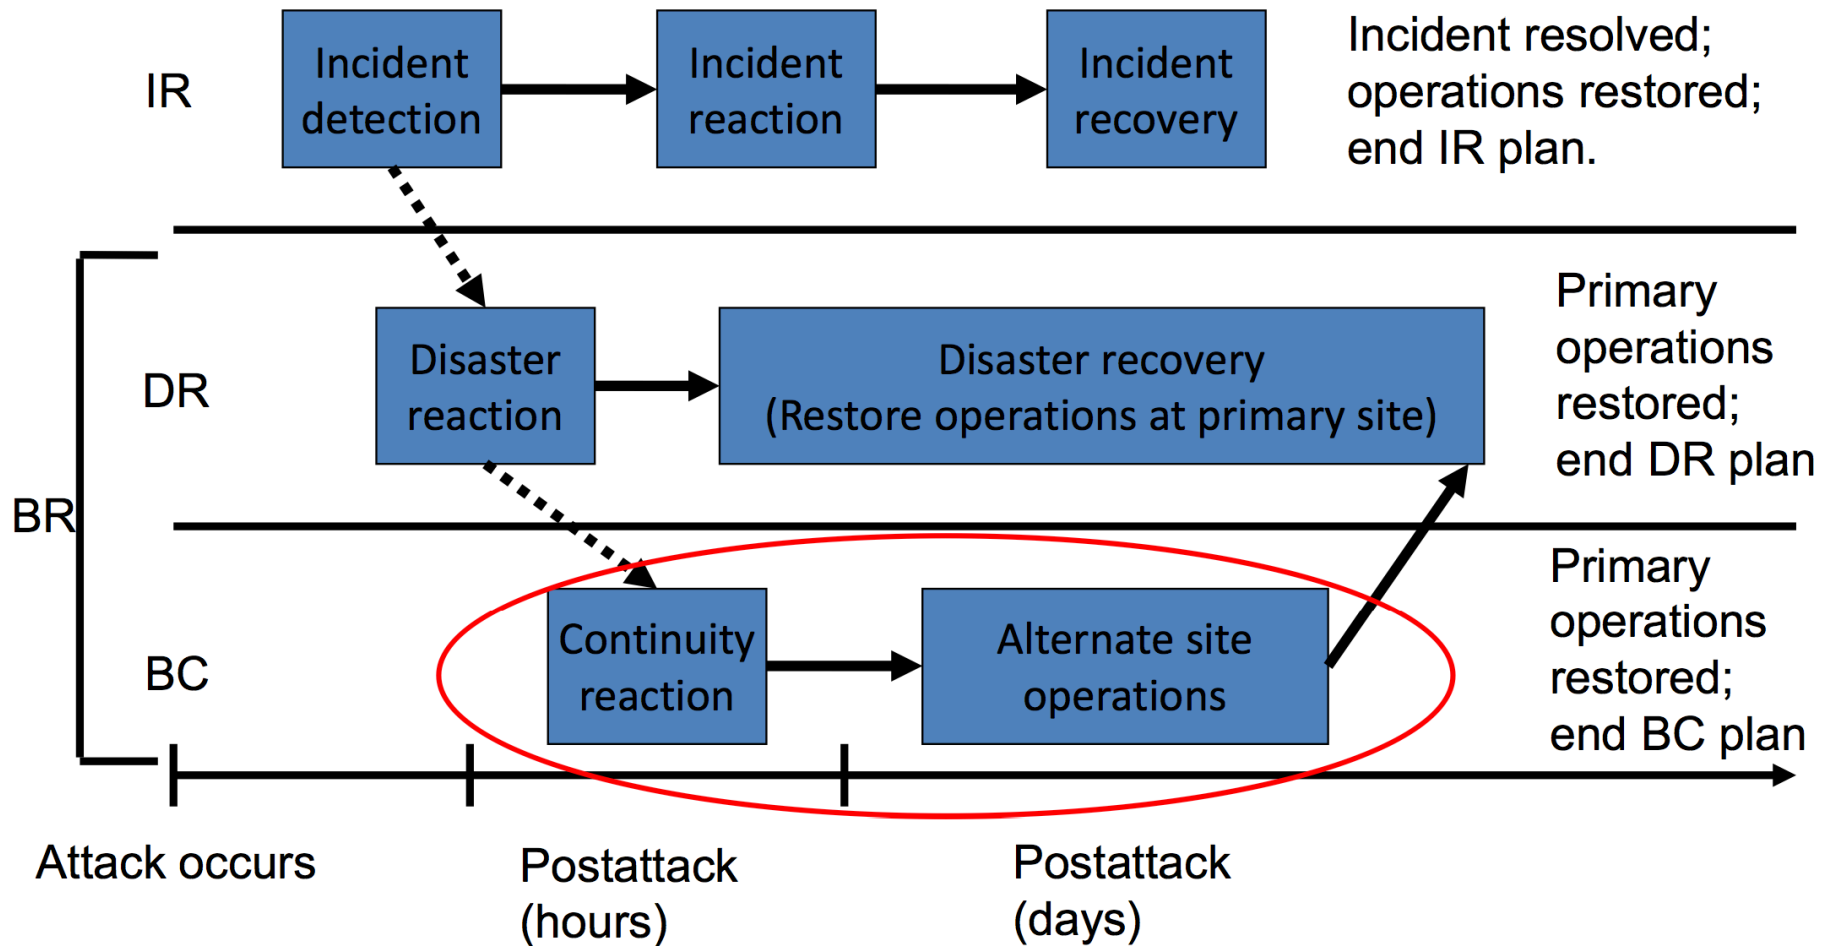 IR
Incident
detection
Incident
reaction
Incident
recovery
Incident resolved;
operations restored;
end IR plan.
BR
DR
Disaster
reaction
Disaster recovery
(Restore operations at primary site)
Primary
operations
restored;
end DR plan
BC
Continuity
reaction
Alternate site
operations
Primary
operations
restored;
end BC plan
Attack occurs
Postattack
(hours)
Postattack
(days)